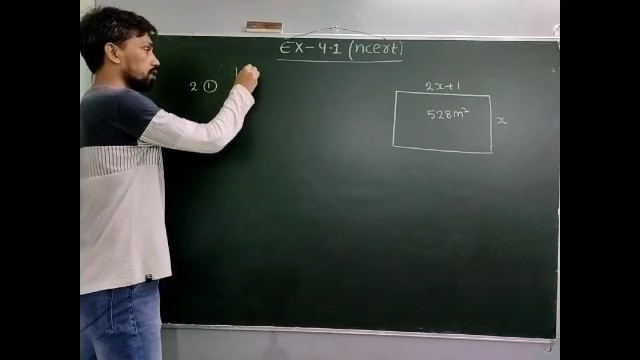 EX-4.1 (ncert)
2 ①
2x+1
528m²
x